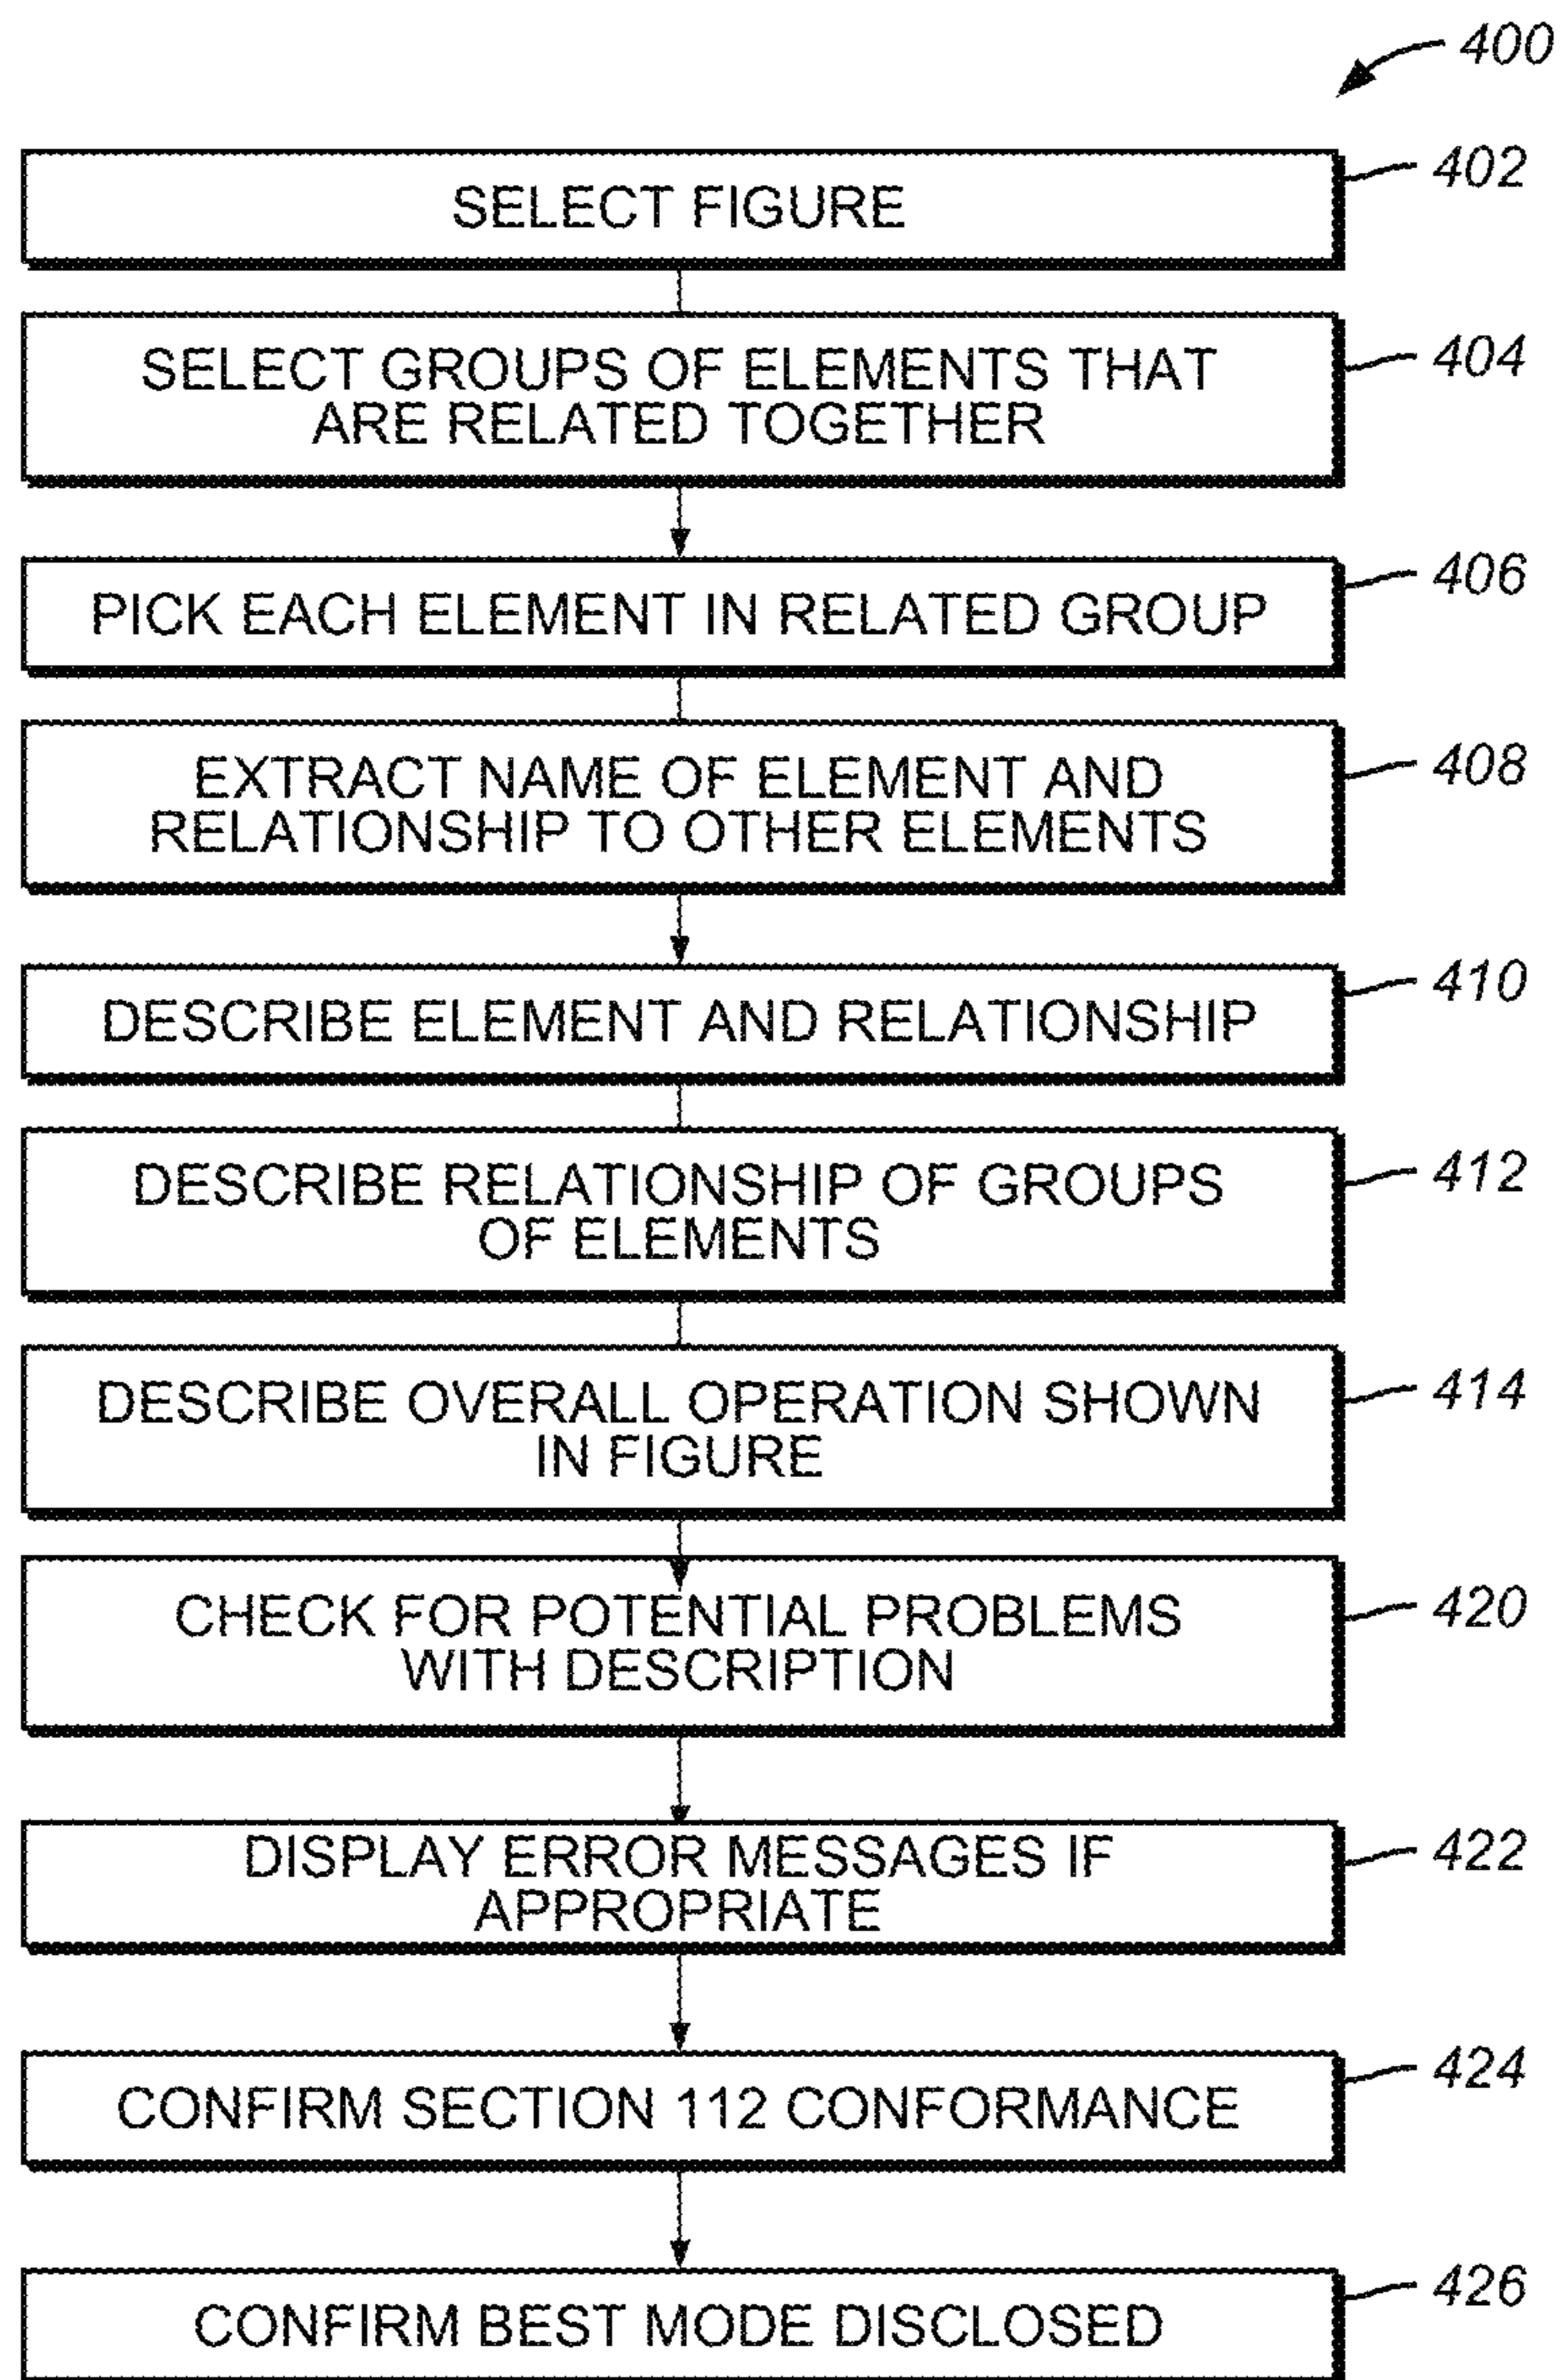 400
SELECT FIGURE
402
SELECT GROUPS OF ELEMENTS THAT
ARE RELATED TOGETHER
404
PICK EACH ELEMENT IN RELATED GROUP
406
EXTRACT NAME OF ELEMENT AND
RELATIONSHIP TO OTHER ELEMENTS
408
DESCRIBE ELEMENT AND RELATIONSHIP
410
DESCRIBE RELATIONSHIP OF GROUPS
OF ELEMENTS
412
DESCRIBE OVERALL OPERATION SHOWN
IN FIGURE
414
CHECK FOR POTENTIAL PROBLEMS
WITH DESCRIPTION
420
DISPLAY ERROR MESSAGES IF
APPROPRIATE
422
CONFIRM SECTION 112 CONFORMANCE
424
CONFIRM BEST MODE DISCLOSED
426